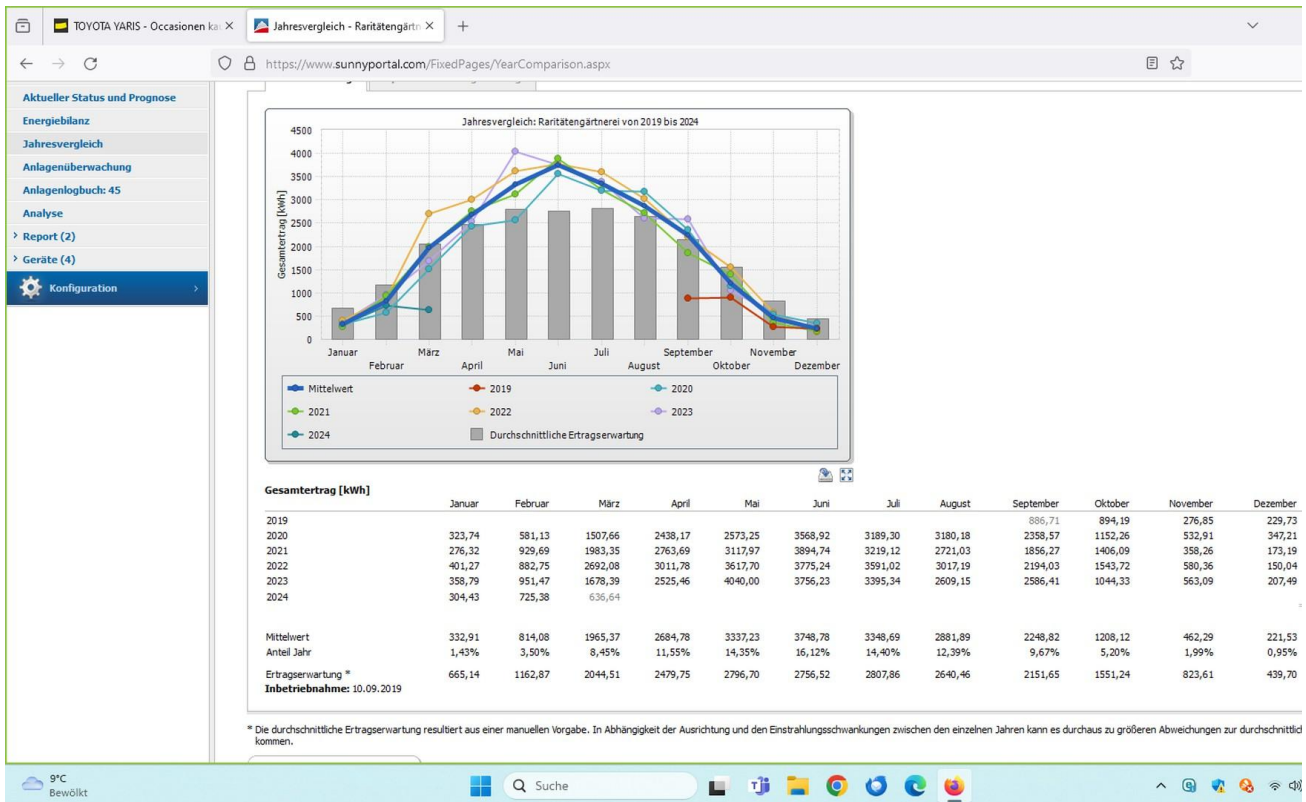 TOYOTA YARIS - Occasionen ka
Jahresvergleich - Raritätengärtn
https://www.sunnyportal.com/FixedPages/YearComparison.aspx
Aktueller Status und Prognose
Energiebilanz
Jahresvergleich
Anlagenüberwachung
Anlagenlogbuch: 45
Analyse
Report (2)
Geräte (4)
Konfiguration
Jahresvergleich: Raritätengärtnerei von 2019 bis 2024
Gesamtertrag [kWh]
4500
4000
3500
3000
2500
2000
1500
1000
500
0
Januar März Mai Juli September November
Februar April Juni August Oktober Dezember
Mittelwert 2019 2020
2021 2022 2023
2024 Durchschnittliche Ertragserwartung
Gesamtertrag [kWh]
Januar Februar März April Mai Juni Juli August September Oktober November Dezember
2019 886,71 894,19 276,85 229,73
2020 323,74 581,13 1507,66 2438,17 2573,25 3568,92 3189,30 3180,18 2358,57 1152,26 532,91 347,21
2021 276,32 929,69 1983,35 2763,69 3117,97 3894,74 3219,12 2721,03 1856,27 1406,09 358,26 173,19
2022 401,27 882,75 2692,08 3011,78 3617,70 3775,24 3591,02 3017,19 2194,03 1543,72 580,36 150,04
2023 358,79 951,47 1678,39 2525,46 4040,00 3756,23 3395,34 2609,15 2586,41 1044,33 563,09 207,49
2024 304,43 725,38 636,64
Mittelwert 332,91 814,08 1965,37 2684,78 3337,23 3748,78 3348,69 2881,89 2248,82 1208,12 462,29 221,53
Anteil Jahr 1,43% 3,50% 8,45% 11,55% 14,35% 16,12% 14,40% 12,39% 9,67% 5,20% 1,99% 0,95%
Ertragserwartung * 665,14 1162,87 2044,51 2479,75 2796,70 2756,52 2807,86 2640,46 2151,65 1551,24 823,61 439,70
Inbetriebnahme: 10.09.2019
* Die durchschnittliche Ertragserwartung resultiert aus einer manuellen Vorgabe. In Abhängigkeit der Ausrichtung und den Einstrahlungsschwankungen zwischen den einzelnen Jahren kann es durchaus zu größeren Abweichungen zur durchschnittlic
kommen.
9°C
Bewölkt
Suche